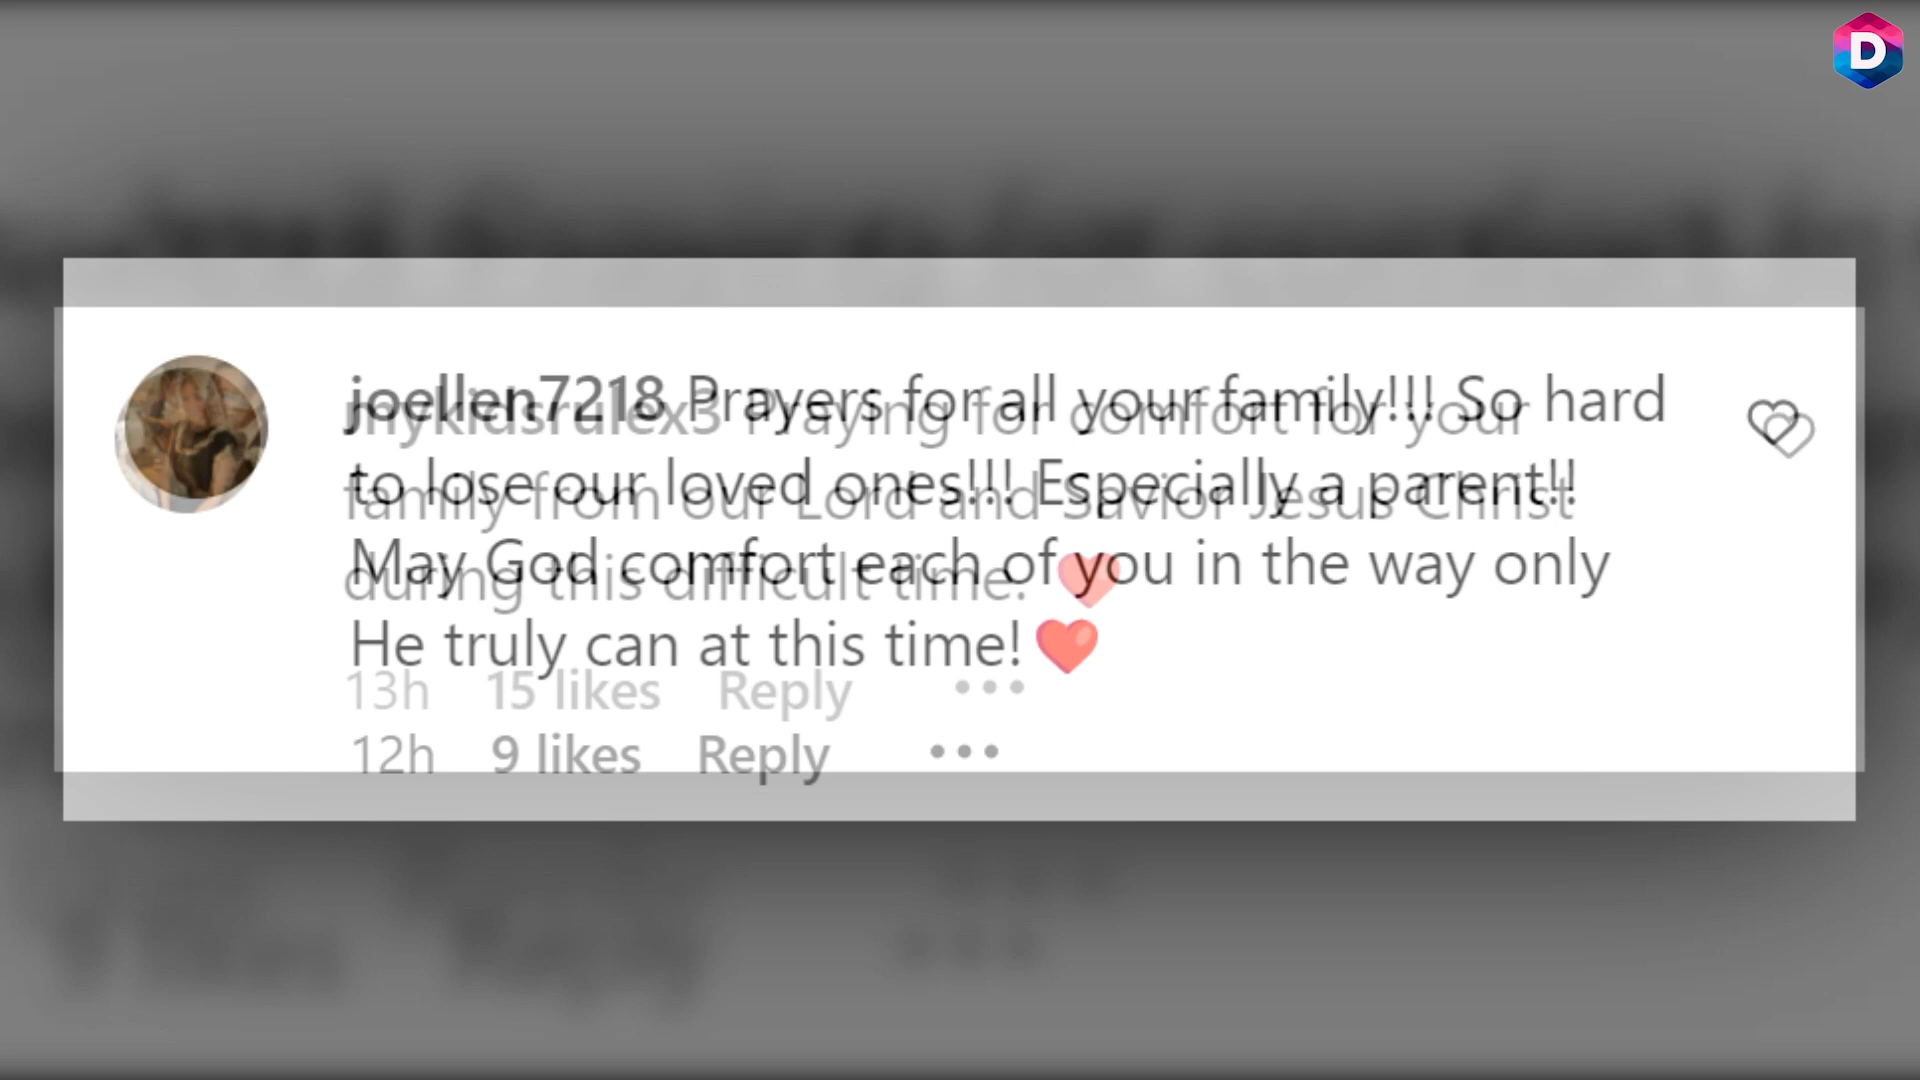 D
joellen7218 Prayers for all your family!!! So hard
to lose our loved ones!!! Especially a parent!!
May God comfort each of you in the way only
He truly can at this time! ❤️
12h 9 likes Reply •••
mykidsrulex3 Praying for comfort for your
family from our Lord and Savior Jesus Christ
during this difficult time. ❤️
13h 15 likes Reply •••